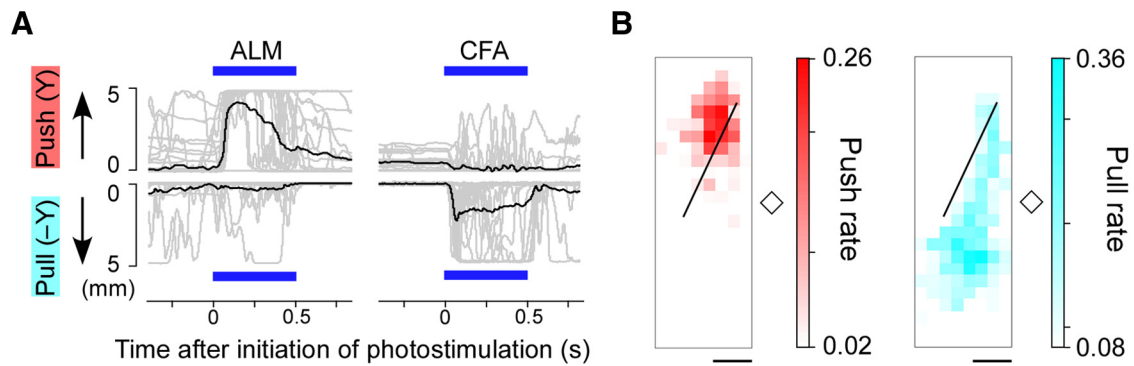 A
ALM
CFA
Push (Y)
5
0
Pull (−Y)
0
5
(mm)
0
0.5
0
0.5
Time after initiation of photostimulation (s)
B
0.26
Push rate
0.02
0.36
Pull rate
0.08